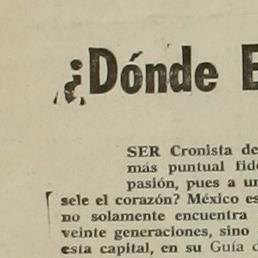 ¿Dónde E
SER Cronista de
más puntual fide
pasión, pues a un
sele el corazón? México es
no solamente encuentra
veinte generaciones, sino
esta capital, en su Guía d